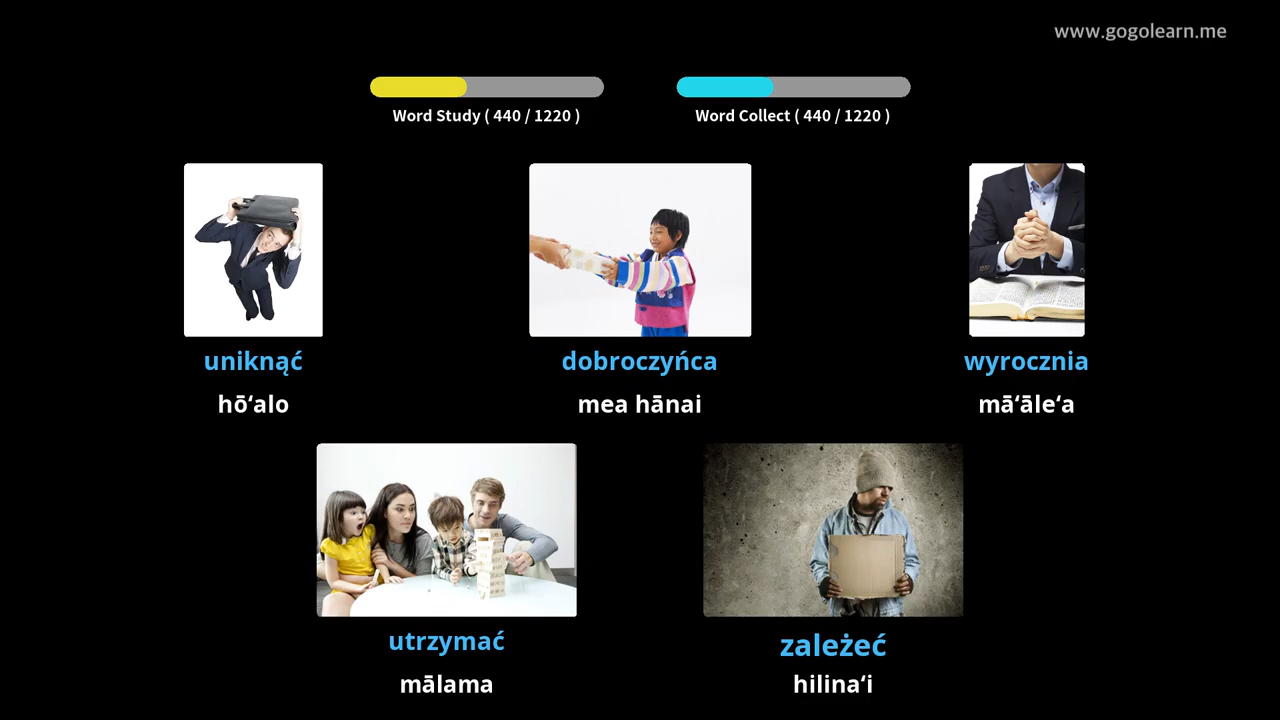 www.gogolearn.me
Word Study ( 440 / 1220 )
Word Collect ( 440 / 1220 )
uniknąć
hōʻalo
dobroczyńca
mea hānai
wyrocznia
māʻāleʻa
utrzymać
mālama
zależeć
hilinaʻi